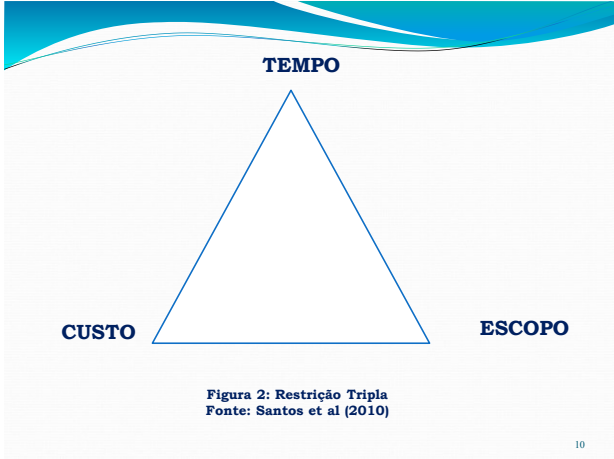 TEMPO
CUSTO
ESCOPO
Figura 2: Restrição Tripla
Fonte: Santos et al (2010)
10